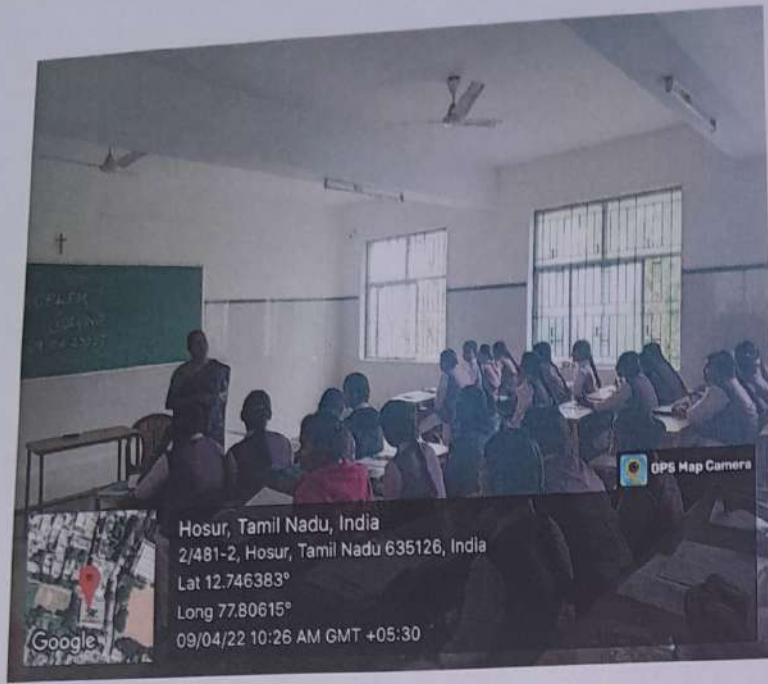 GPS Map Camera
Hosur, Tamil Nadu, India
2/481-2, Hosur, Tamil Nadu 635126, India
Lat 12.746383°
Long 77.80615°
09/04/22 10:26 AM GMT +05:30
Google